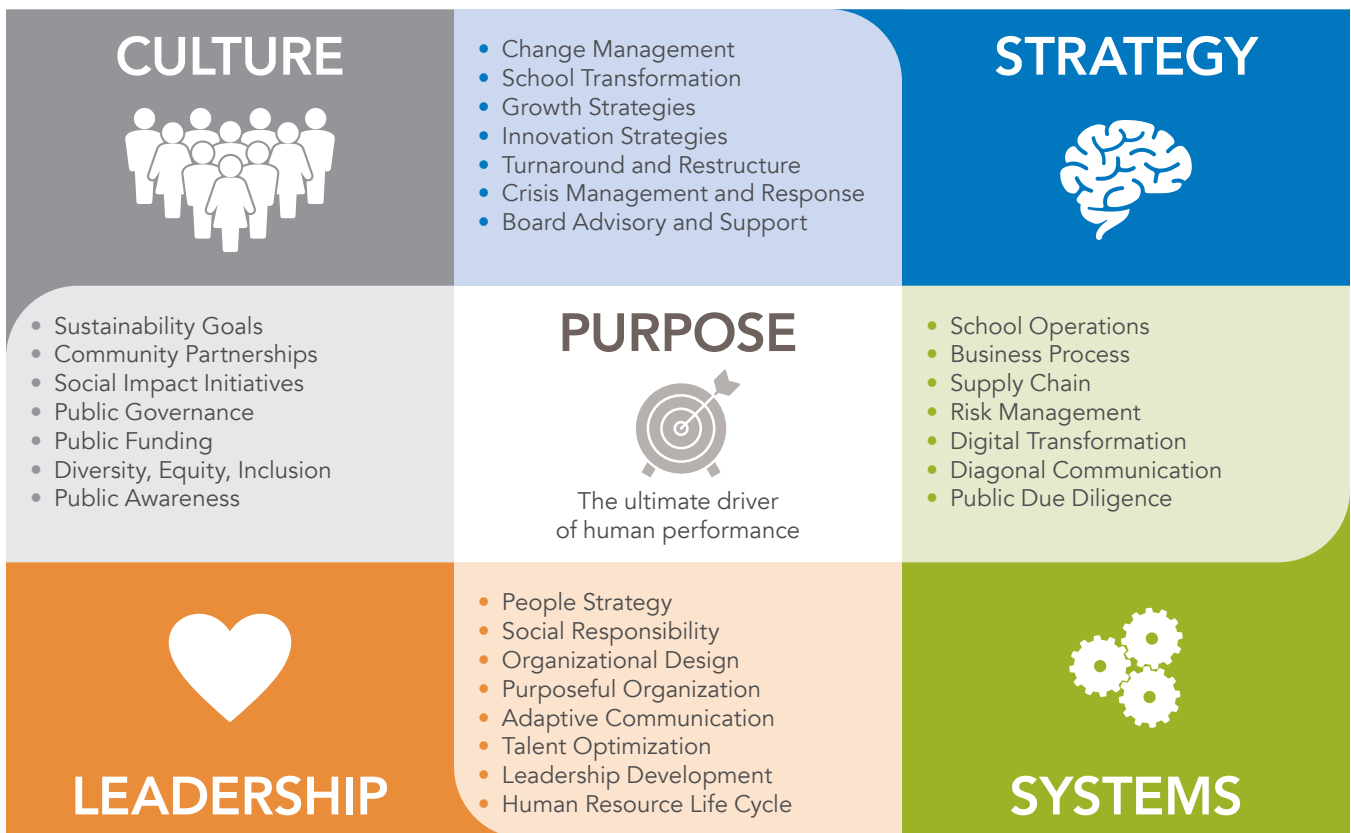 CULTURE
• Change Management
• School Transformation
• Growth Strategies
• Innovation Strategies
• Turnaround and Restructure
• Crisis Management and Response
• Board Advisory and Support
STRATEGY
• Sustainability Goals
• Community Partnerships
• Social Impact Initiatives
• Public Governance
• Public Funding
• Diversity, Equity, Inclusion
• Public Awareness
PURPOSE
The ultimate driver
of human performance
• School Operations
• Business Process
• Supply Chain
• Risk Management
• Digital Transformation
• Diagonal Communication
• Public Due Diligence
LEADERSHIP
• People Strategy
• Social Responsibility
• Organizational Design
• Purposeful Organization
• Adaptive Communication
• Talent Optimization
• Leadership Development
• Human Resource Life Cycle
SYSTEMS